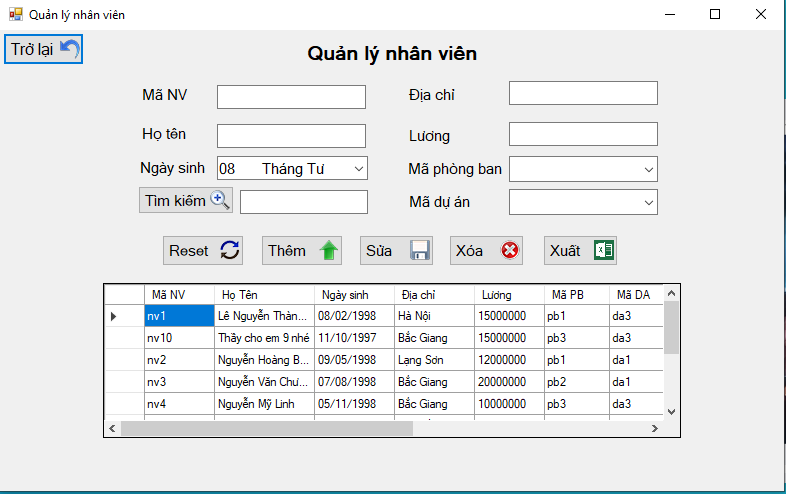 Quản lý nhân viên
Trở lại
Quản lý nhân viên
Mã NV
Địa chỉ
Họ tên
Lương
Ngày sinh 08 Tháng Tư
Mã phòng ban
Tìm kiếm
Mã dự án
Reset Thêm Sửa Xóa Xuất
Mã NV Họ Tên Ngày sinh Địa chỉ Lương Mã PB Mã DA
nv1 Lê Nguyễn Thàn... 08/02/1998 Hà Nội 15000000 pb1 da3
nv10 Thầy cho em 9 nhé 11/10/1997 Bắc Giang 15000000 pb3 da3
nv2 Nguyễn Hoàng B... 09/05/1998 Lạng Sơn 12000000 pb1 da1
nv3 Nguyễn Văn Chư... 07/08/1998 Bắc Giang 20000000 pb2 da1
nv4 Nguyễn Mỹ Linh 05/11/1998 Bắc Giang 10000000 pb3 da3